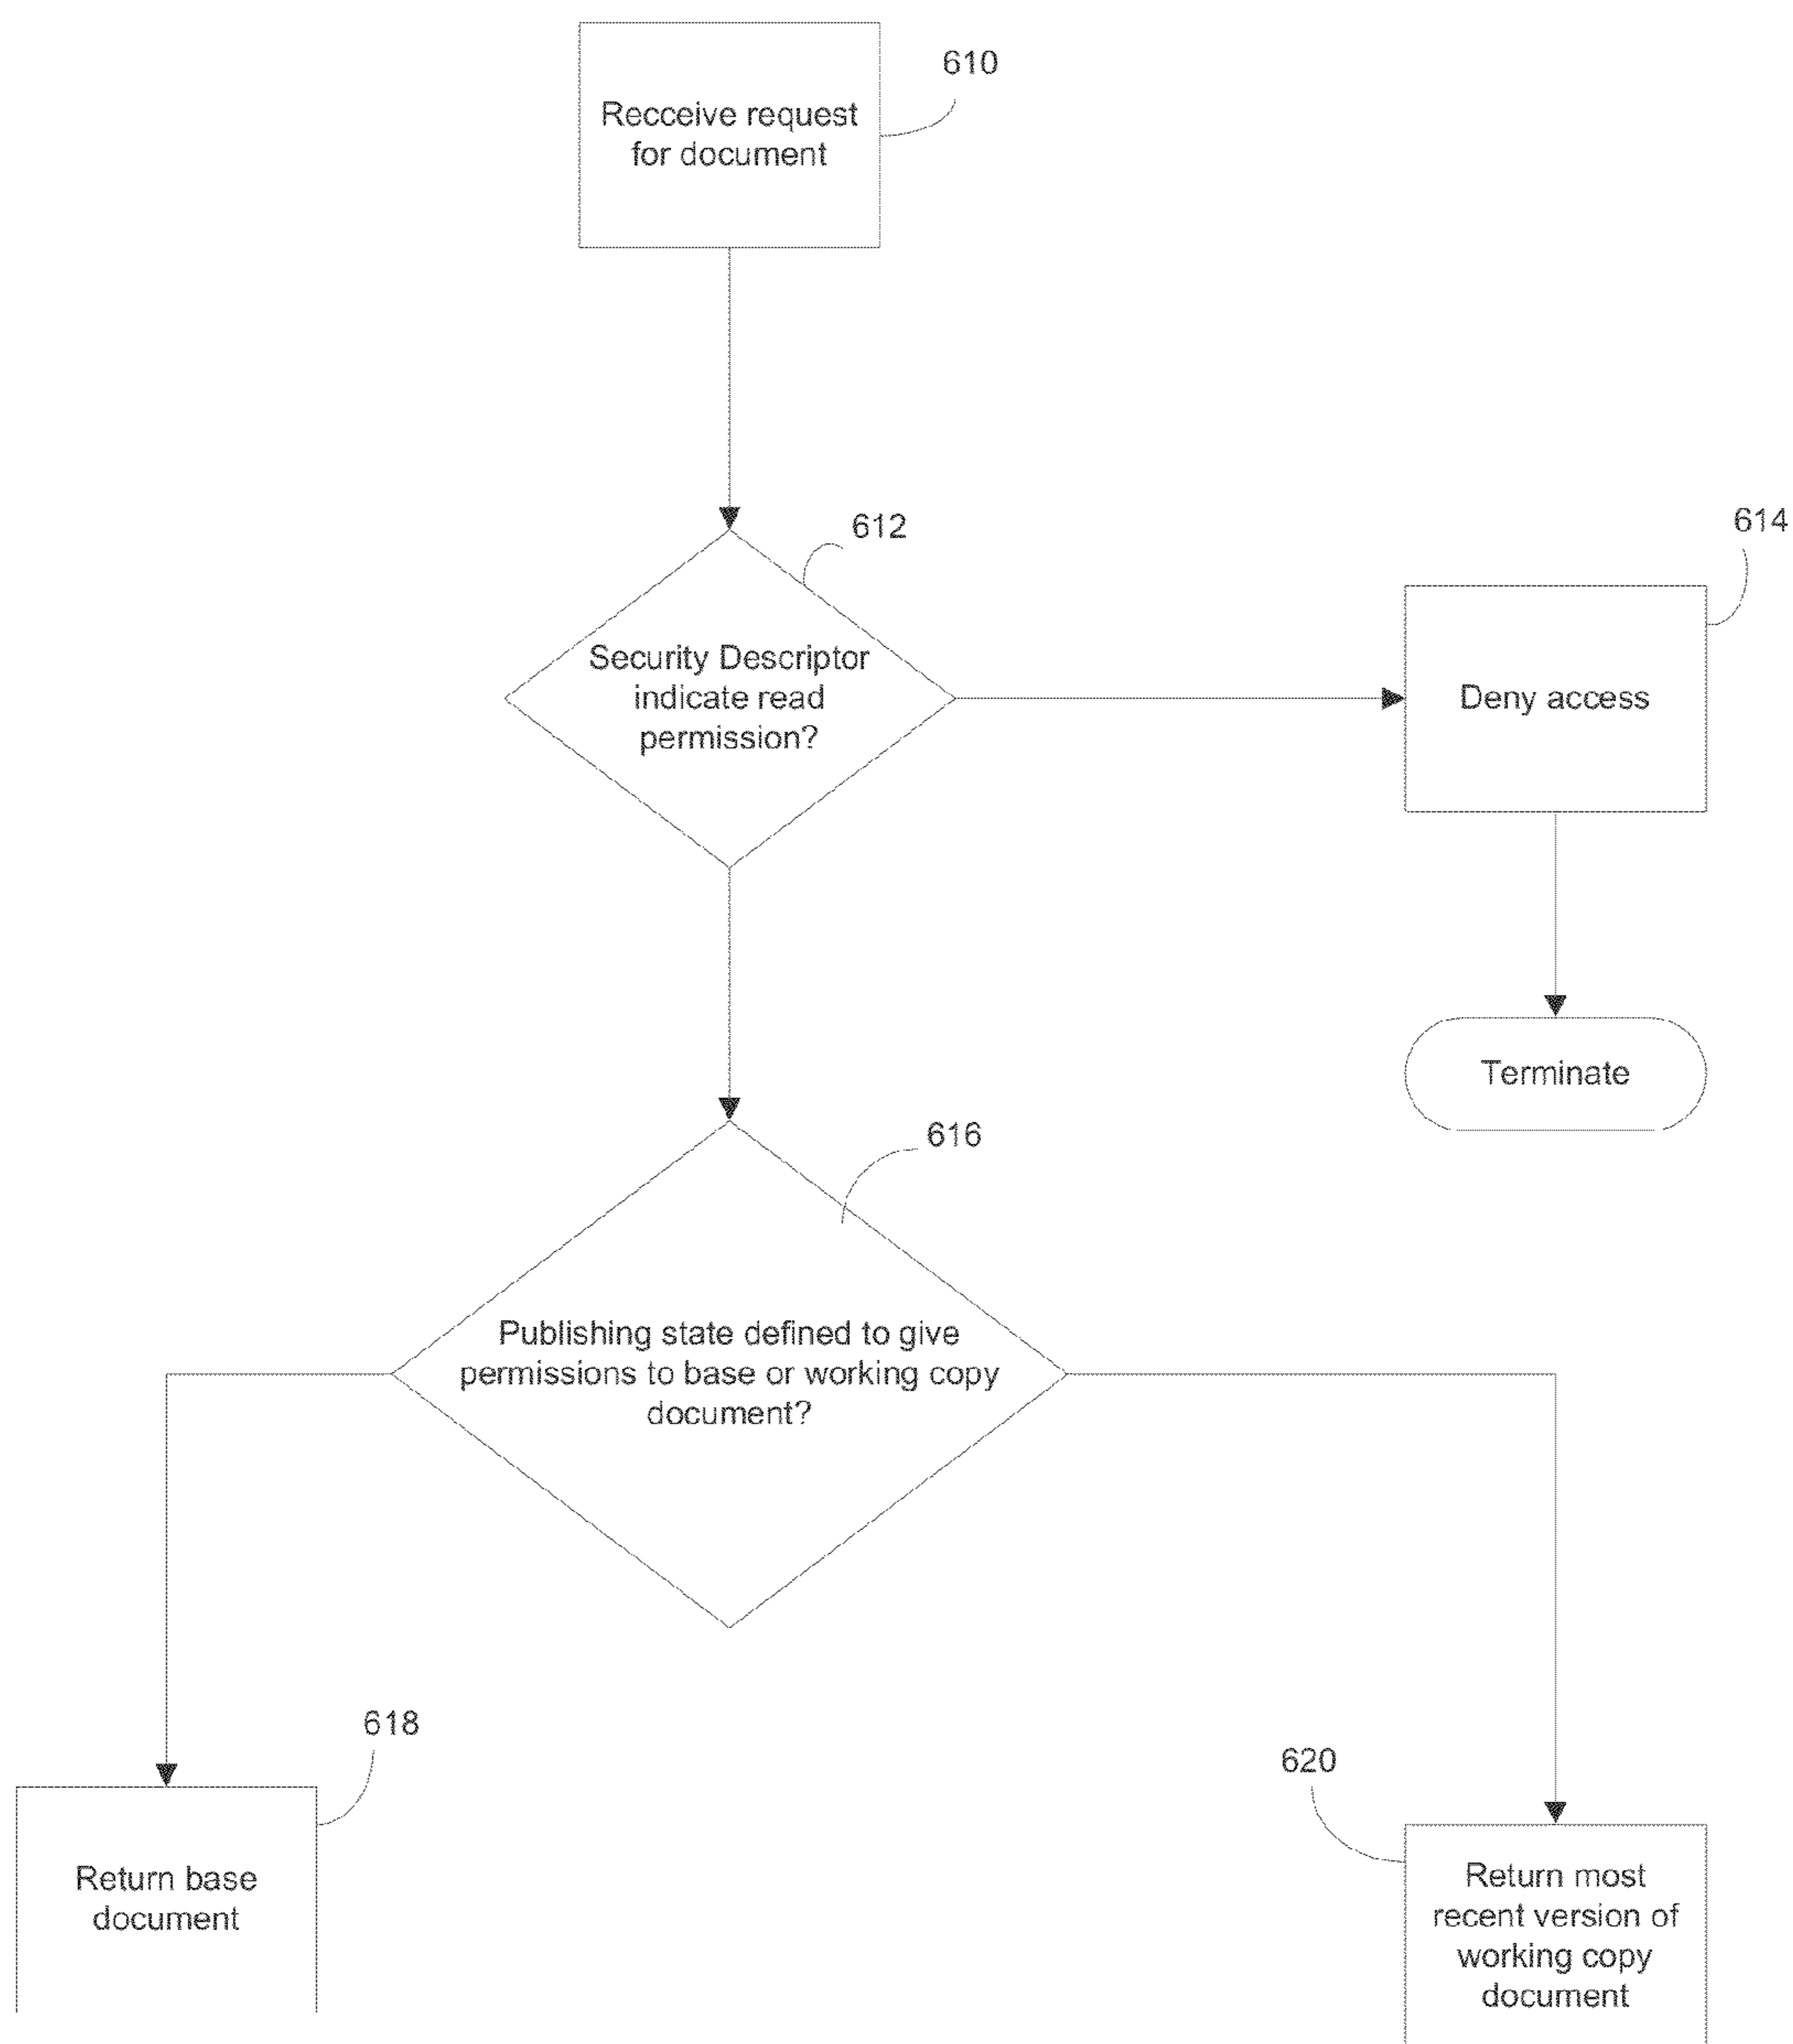 610
Recceive request
for document
612
614
Security Descriptor
indicate read
permission?
Deny access
Terminate
616
Publishing state defined to give
permissions to base or working copy
document?
618
620
Return base
document
Return most
recent version of
working copy
document